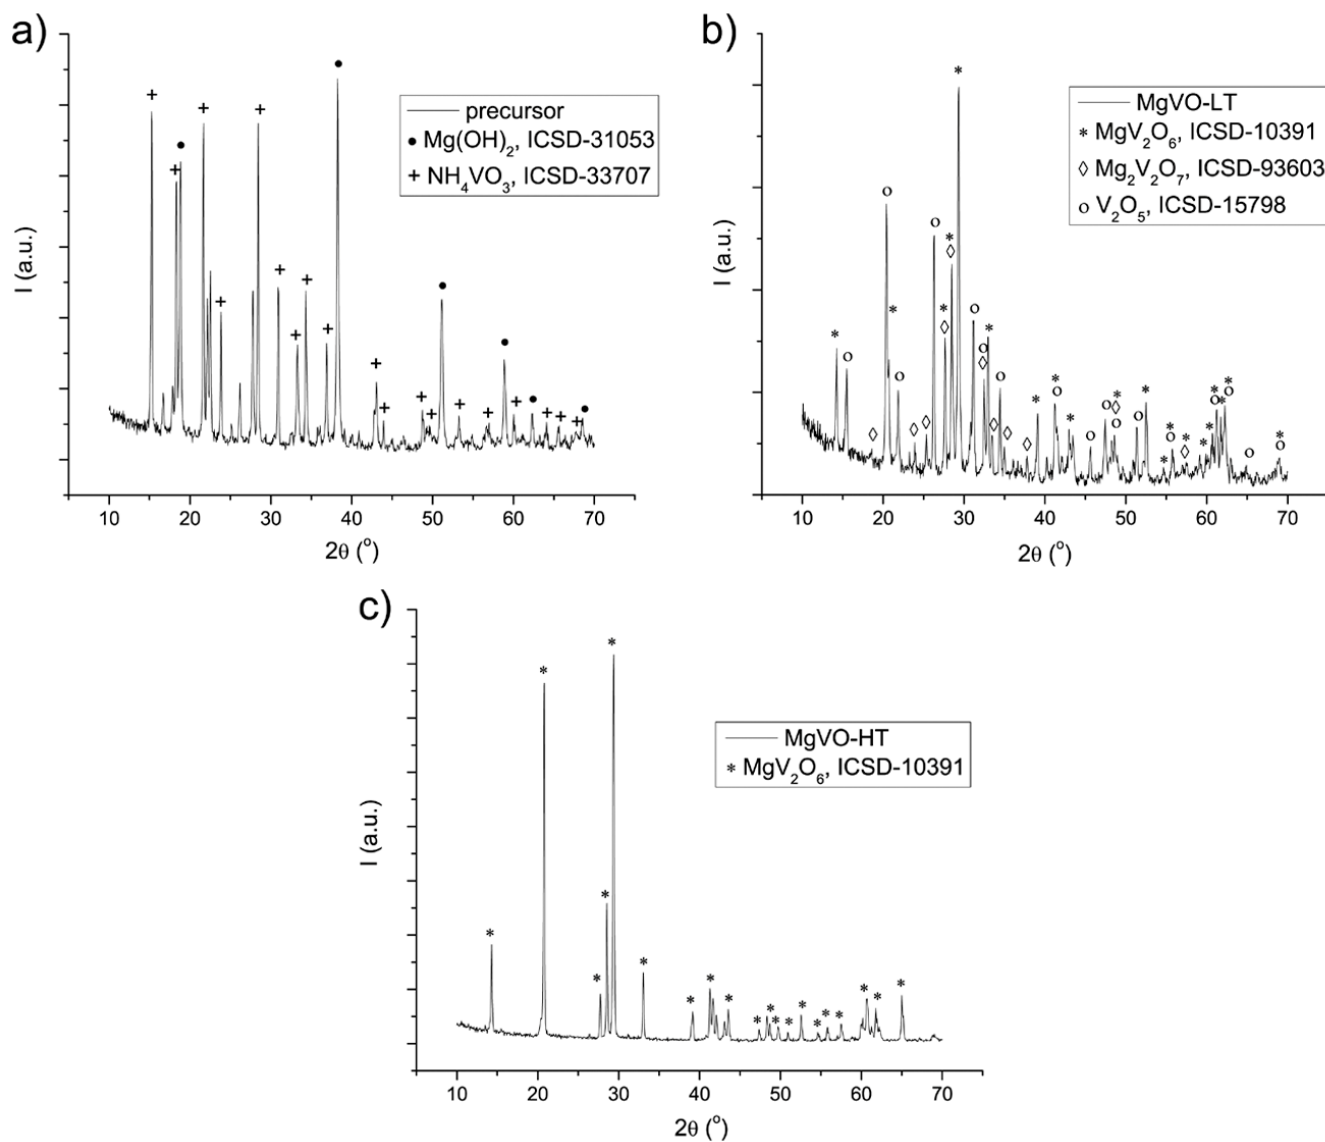 a)
I (a.u.)
precursor
● Mg(OH)₂, ICSD-31053
+ NH₄VO₃, ICSD-33707
10 20 30 40 50 60 70
2θ (°)
b)
I (a.u.)
MgVO-LT
* MgV₂O₆, ICSD-10391
◊ Mg₂V₂O₇, ICSD-93603
o V₂O₅, ICSD-15798
10 20 30 40 50 60 70
2θ (°)
c)
I (a.u.)
MgVO-HT
* MgV₂O₆, ICSD-10391
10 20 30 40 50 60 70
2θ (°)